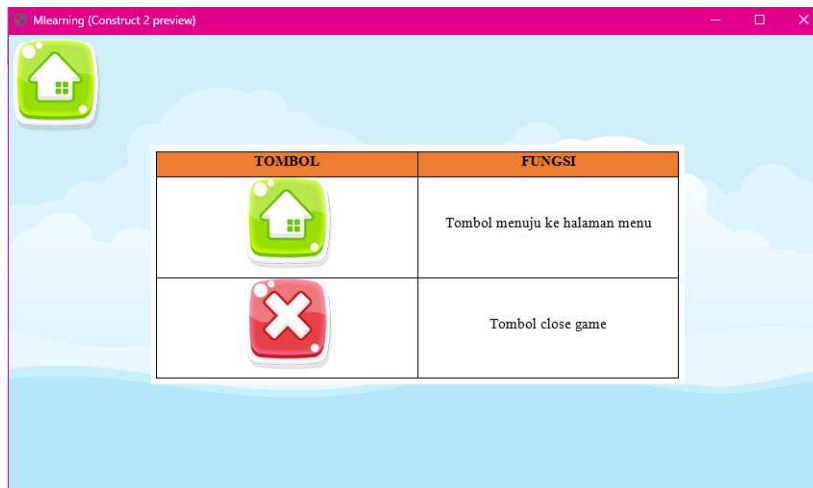 Mlearning (Construct 2 preview)
TOMBOL FUNGSI
Tombol menuju ke halaman menu
Tombol close game